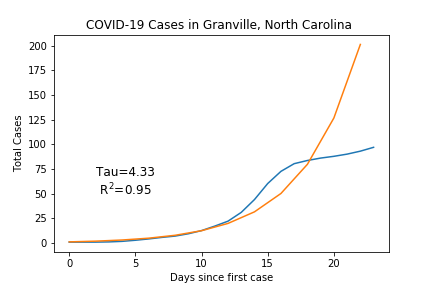 COVID-19 Cases in Granville, North Carolina
Total Cases
200
175
150
125
100
75
50
25
0
Tau=4.33
R²=0.95
0 5 10 15 20
Days since first case